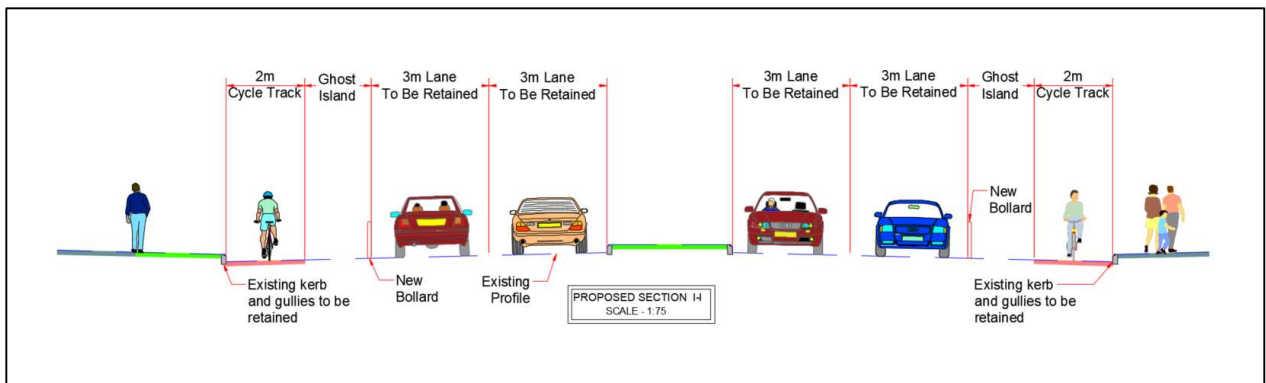 2m
Cycle Track
Ghost
Island
3m Lane
To Be Retained
3m Lane
To Be Retained
3m Lane
To Be Retained
3m Lane
To Be Retained
Ghost
Island
2m
Cycle Track
New
Bollard
Existing kerb
and gullies to be
retained
New
Bollard
Existing
Profile
PROPOSED SECTION I-I
SCALE - 1:75
Existing kerb
and gullies to be
retained